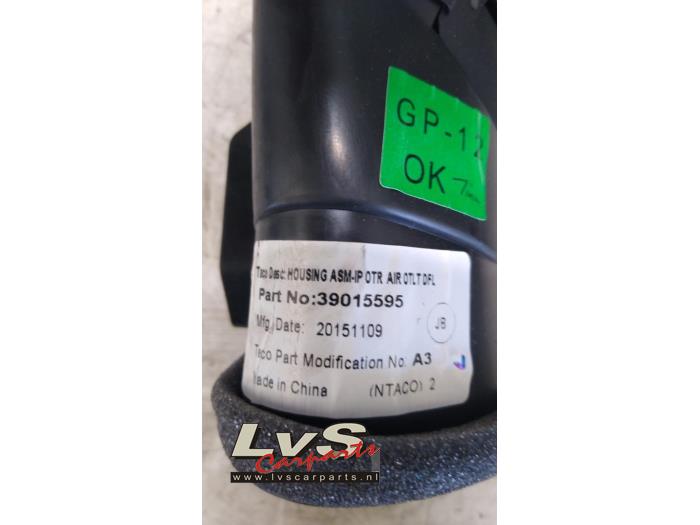 GP-12
OK
Taco Desc: HOUSING ASM-IP OTR AIR OTLT DFL
Part No:39015595
Mfg Date: 20151109
JB
Taco Part Modification No. A3
Made in China (NTACO) 2
LvS
Carparts
www.lvscarparts.nl